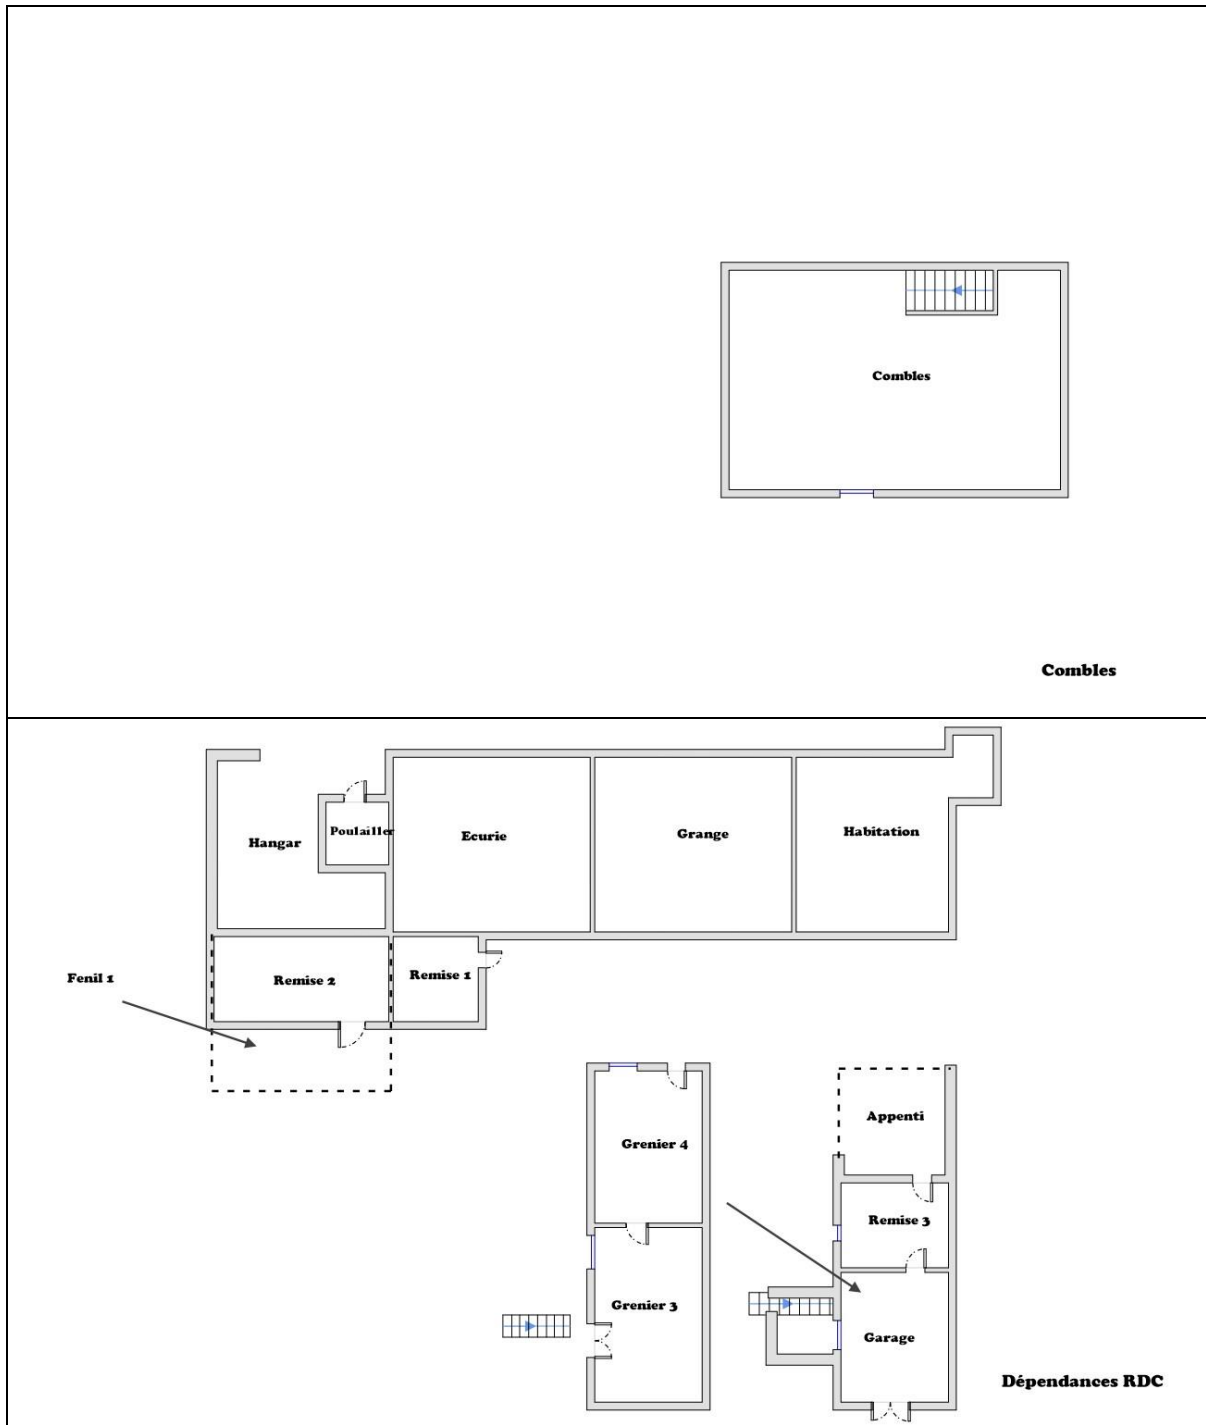 Combles
Combles
Hangar
Poulailler
Ecurie
Grange
Habitation
Fenil 1
Remise 2
Remise 1
Grenier 4
Appenti
Remise 3
Grenier 3
Garage
Dépendances RDC